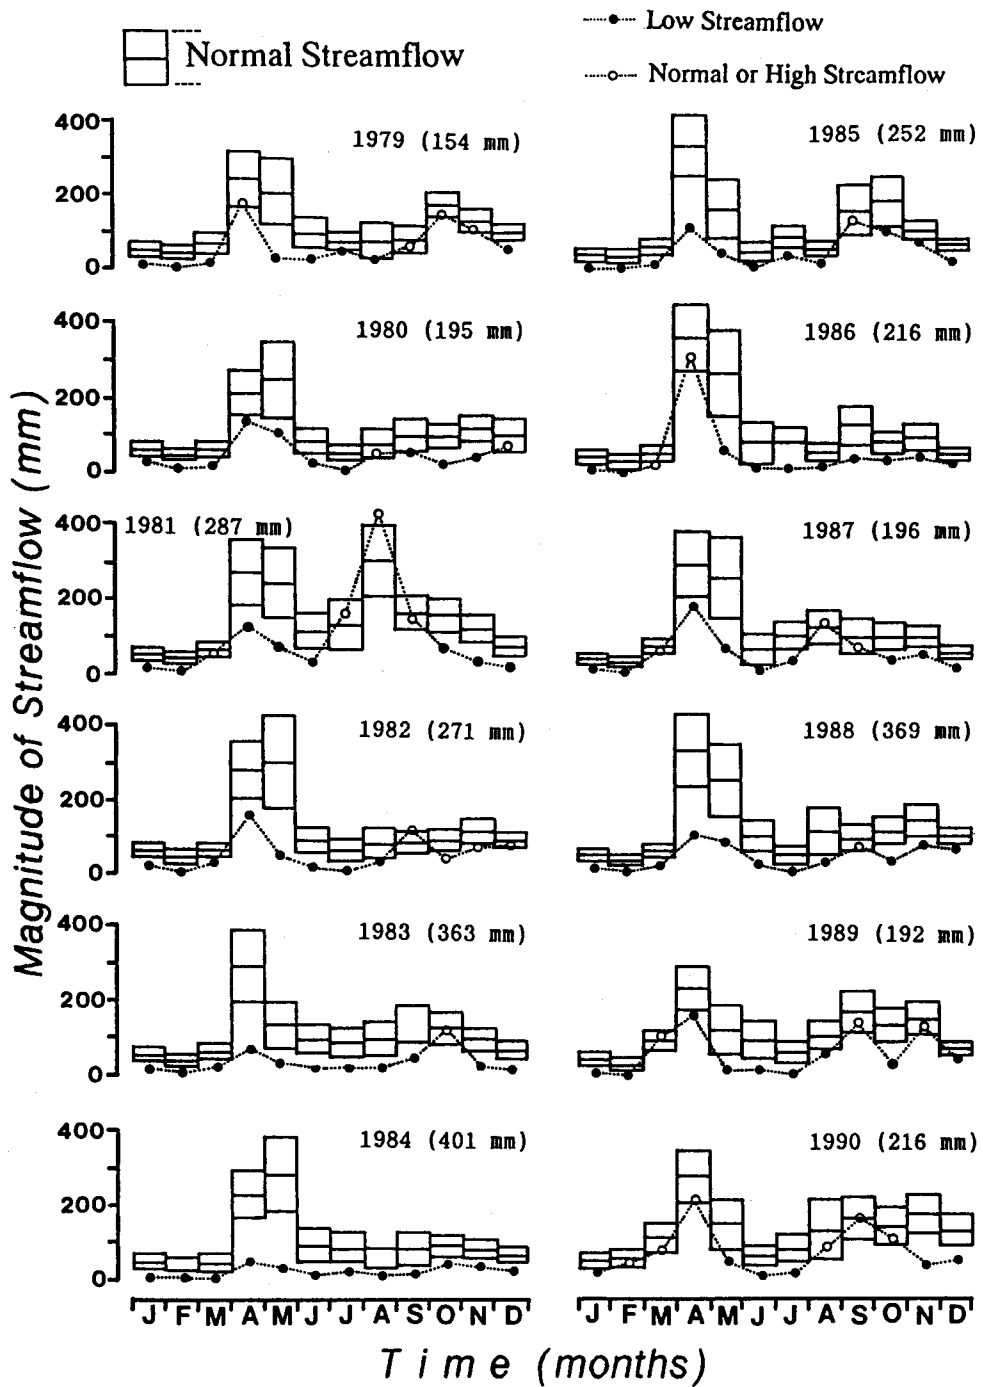 Normal Streamflow
Low Streamflow
Normal or High Streamflow
Magnitude of Streamflow (mm)
400
200
0
1979 (154 mm)
1985 (252 mm)
400
200
0
1980 (195 mm)
1986 (216 mm)
400
200
0
1981 (287 mm)
1987 (196 mm)
400
200
0
1982 (271 mm)
1988 (369 mm)
400
200
0
1983 (363 mm)
1989 (192 mm)
400
200
0
1984 (401 mm)
1990 (216 mm)
J F M A M J J A S O N D
J F M A M J J A S O N D
Time (months)